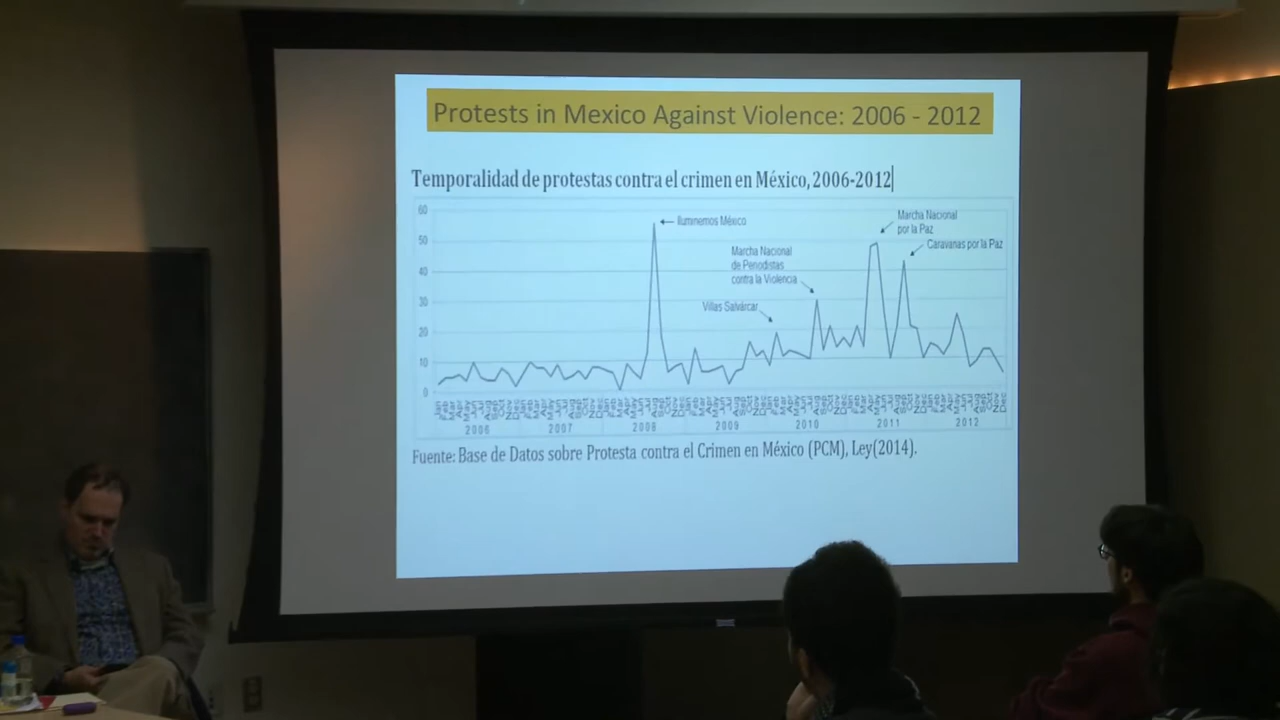 Protests in Mexico Against Violence: 2006 - 2012
Temporalidad de protestas contra el crimen en México, 2006-2012
60
50
40
30
20
10
0
Iluminemos México
Marcha Nacional
de Periodistas
contra la Violencia
Villas Salvárcar
Marcha Nacional
por la Paz
Caravanas por la Paz
2006 2007 2008 2009 2010 2011 2012
Fuente: Base de Datos sobre Protesta contra el Crimen en México (PCM), Ley(2014).